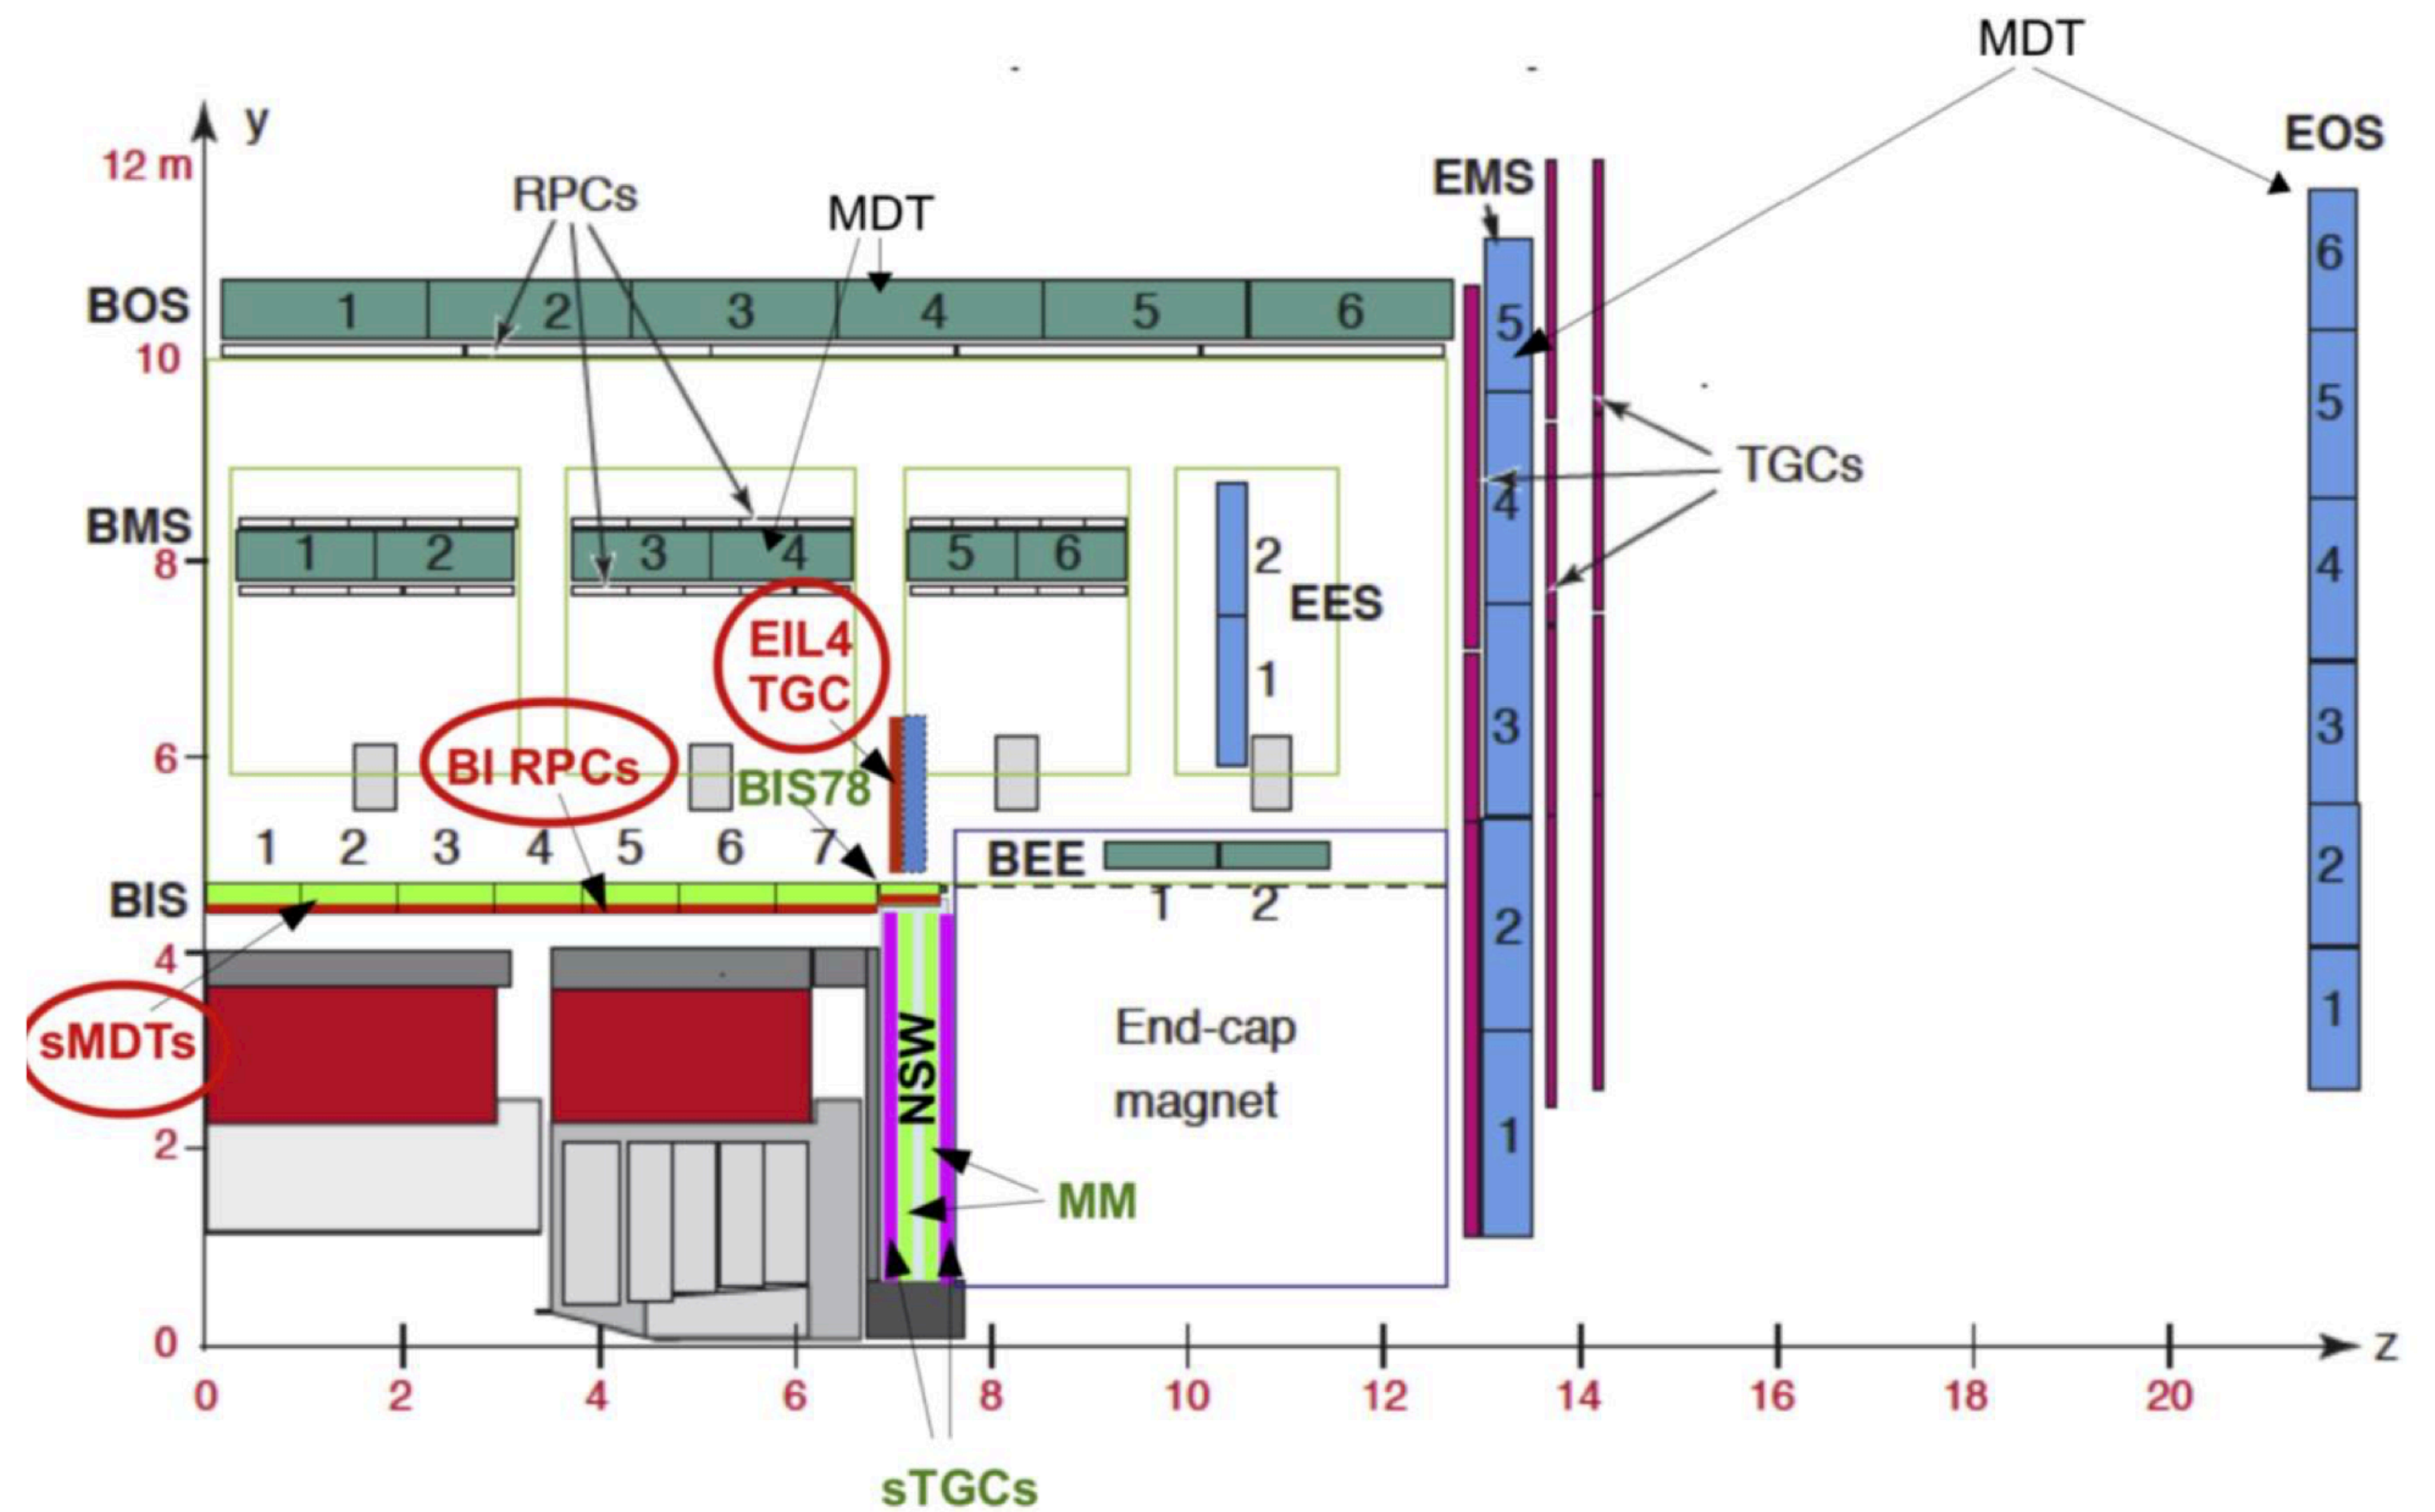 MDT
y
EOS
12 m
EMS
RPCs
MDT
6
BOS
1
2
3
4
5
6
5
10
5
TGCs
4
BMS
1
2
3
4
5
6
2
8
4
EES
EIL4
TGC
1
3
3
6
BI RPCs
BIS78
1
2
3
4
5
6
7
BEE
2
BIS
1
2
2
4
1
End-cap
magnet
sMDTs
NSW
2
1
MM
0
z
0
2
4
6
8
10
12
14
16
18
20
sTGCs